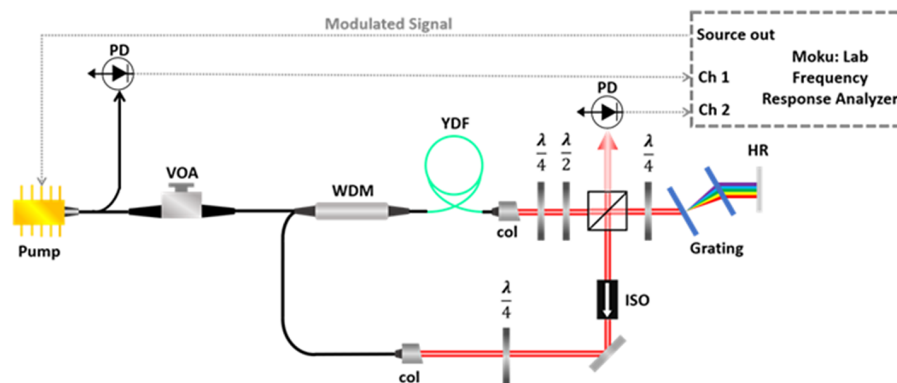 Modulated Signal
Source out
Moku: Lab
Frequency
Response Analyzer
Ch 1
Ch 2
PD
PD
YDF
VOA
WDM
λ/4
λ/2
λ/4
HR
Pump
col
Grating
λ/4
ISO
col